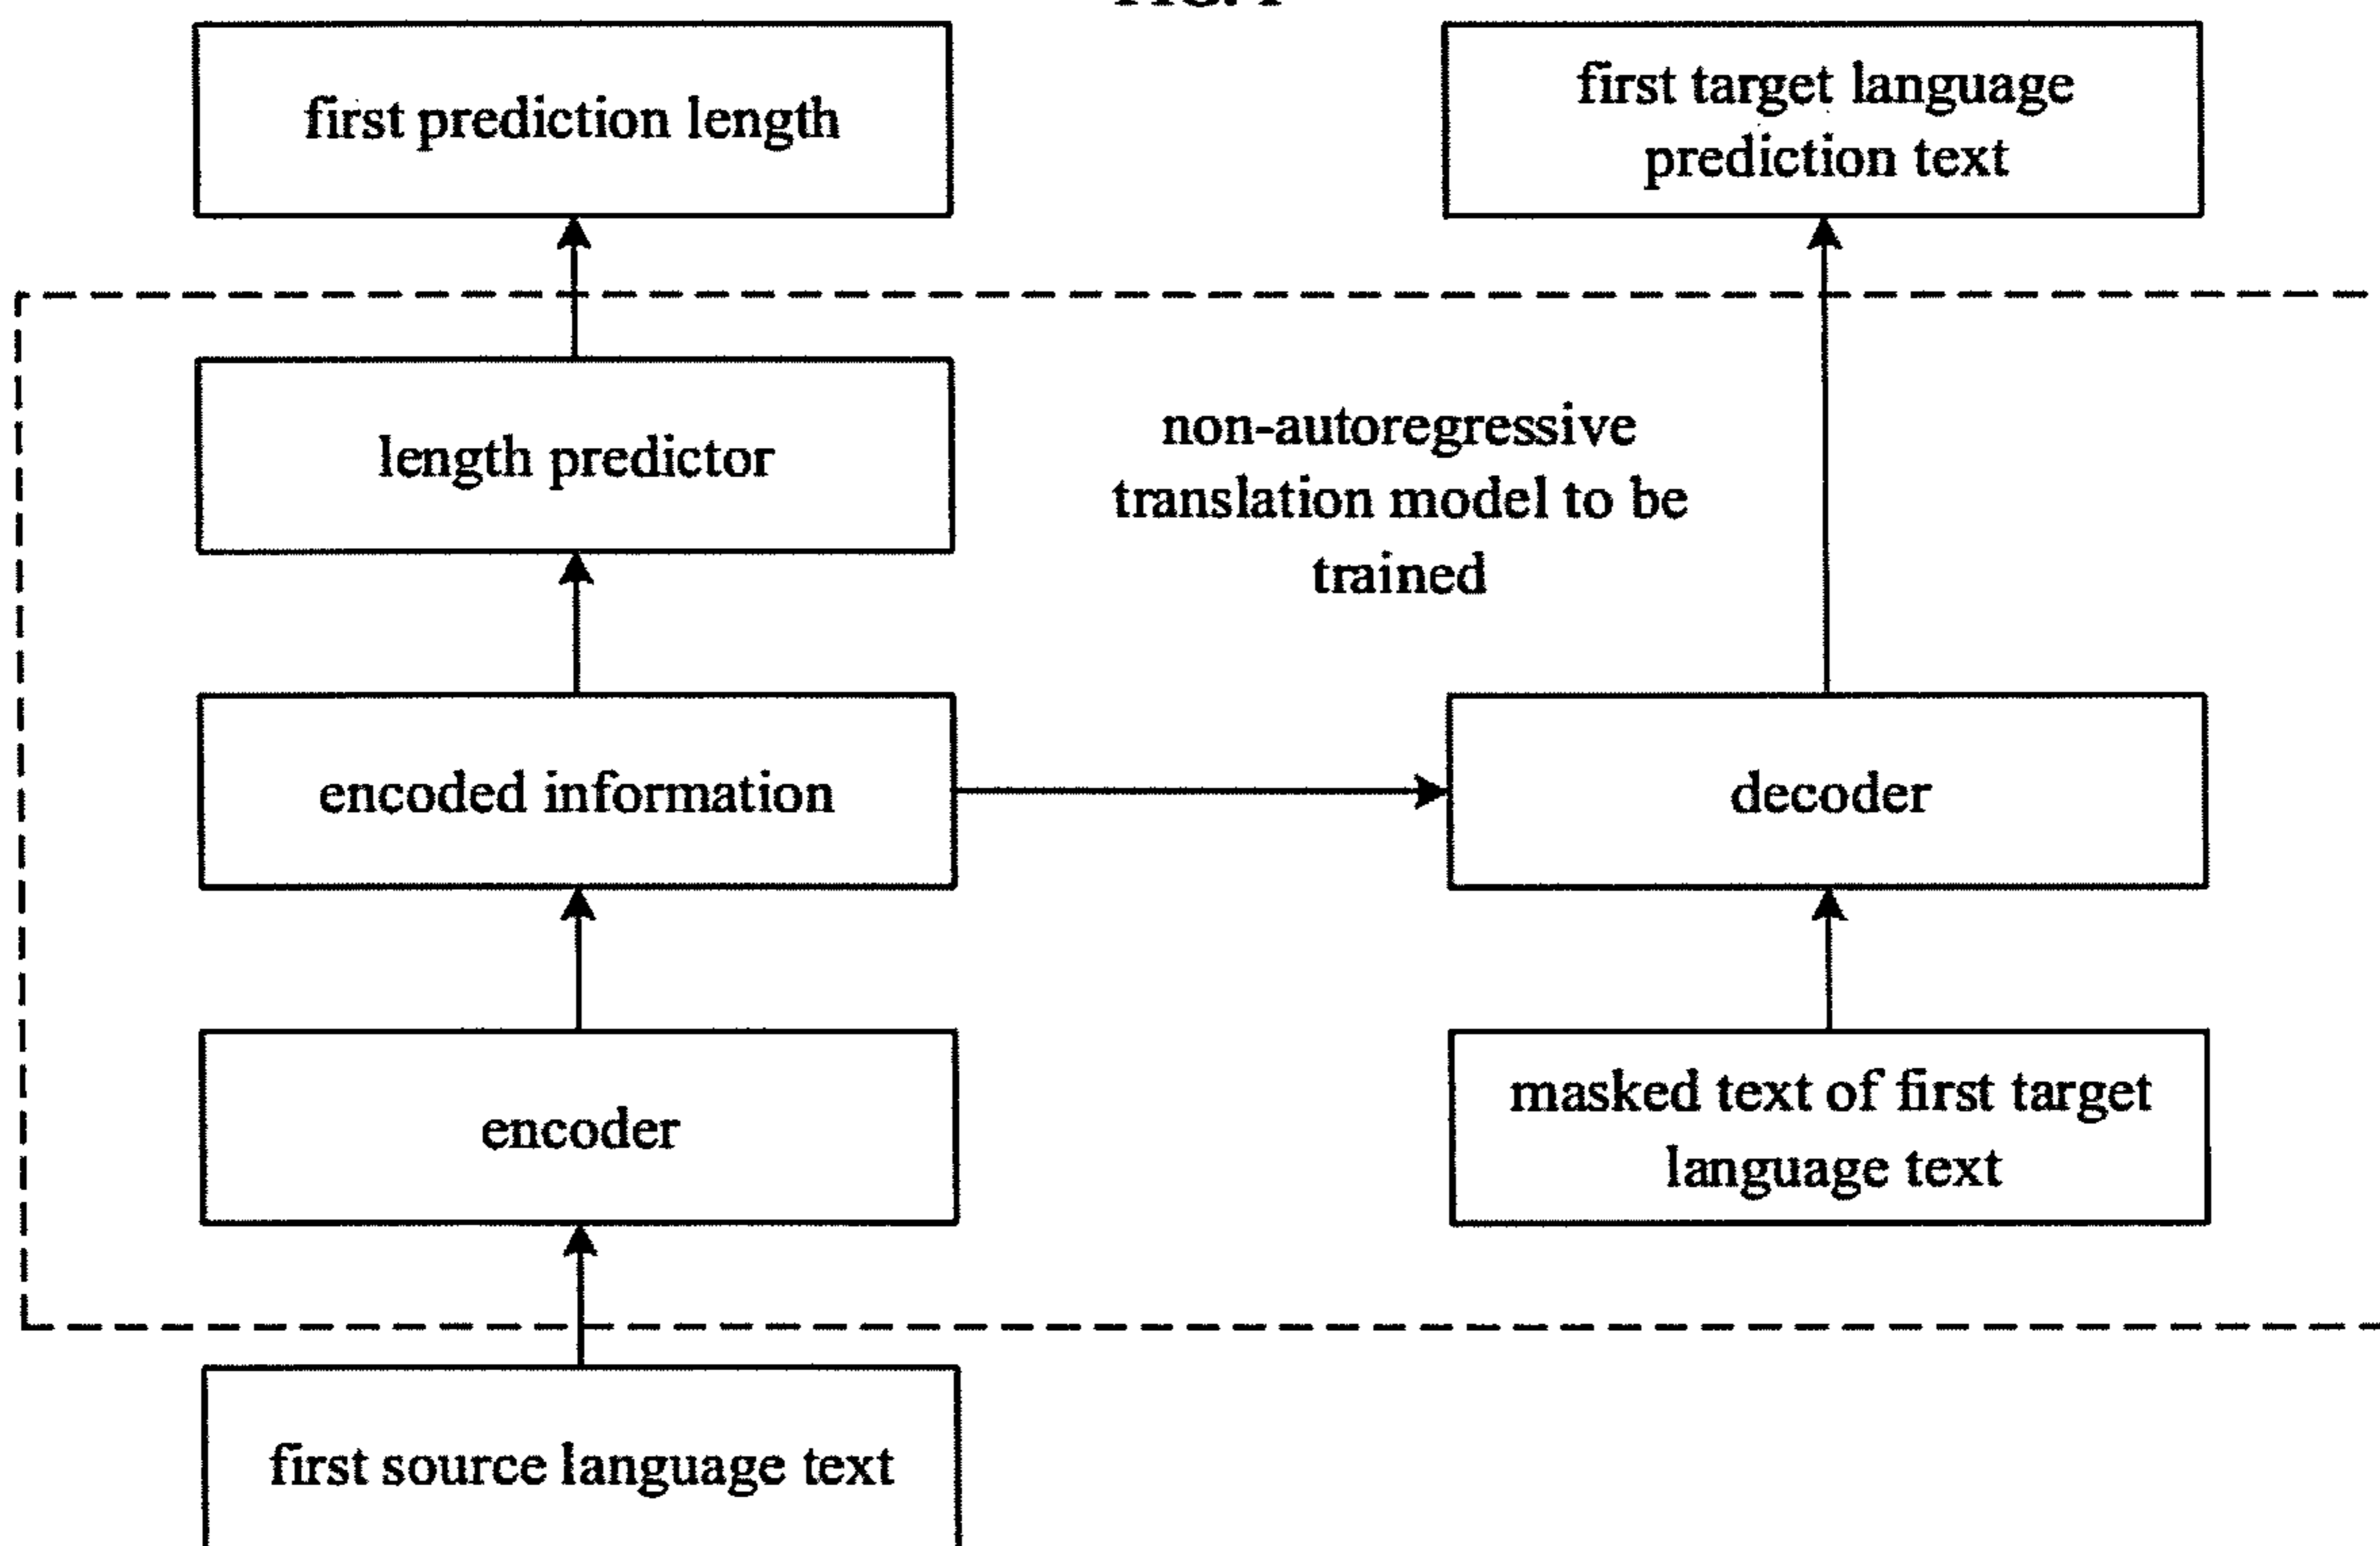 first prediction length
first target language
prediction text
length predictor
non-autoregressive
translation model to be
trained
encoded information
decoder
encoder
masked text of first target
language text
first source language text